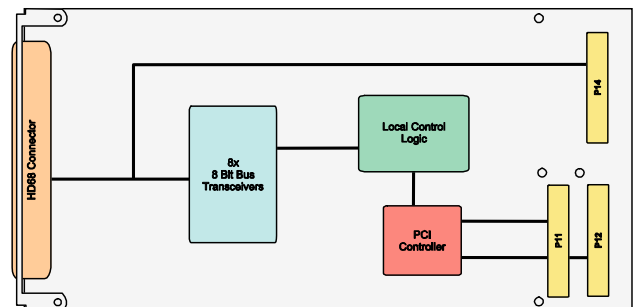 HD68 Connector
8x
8 Bit Bus
Transceivers
Local Control
Logic
PCI
Controller
P14
P11
P12